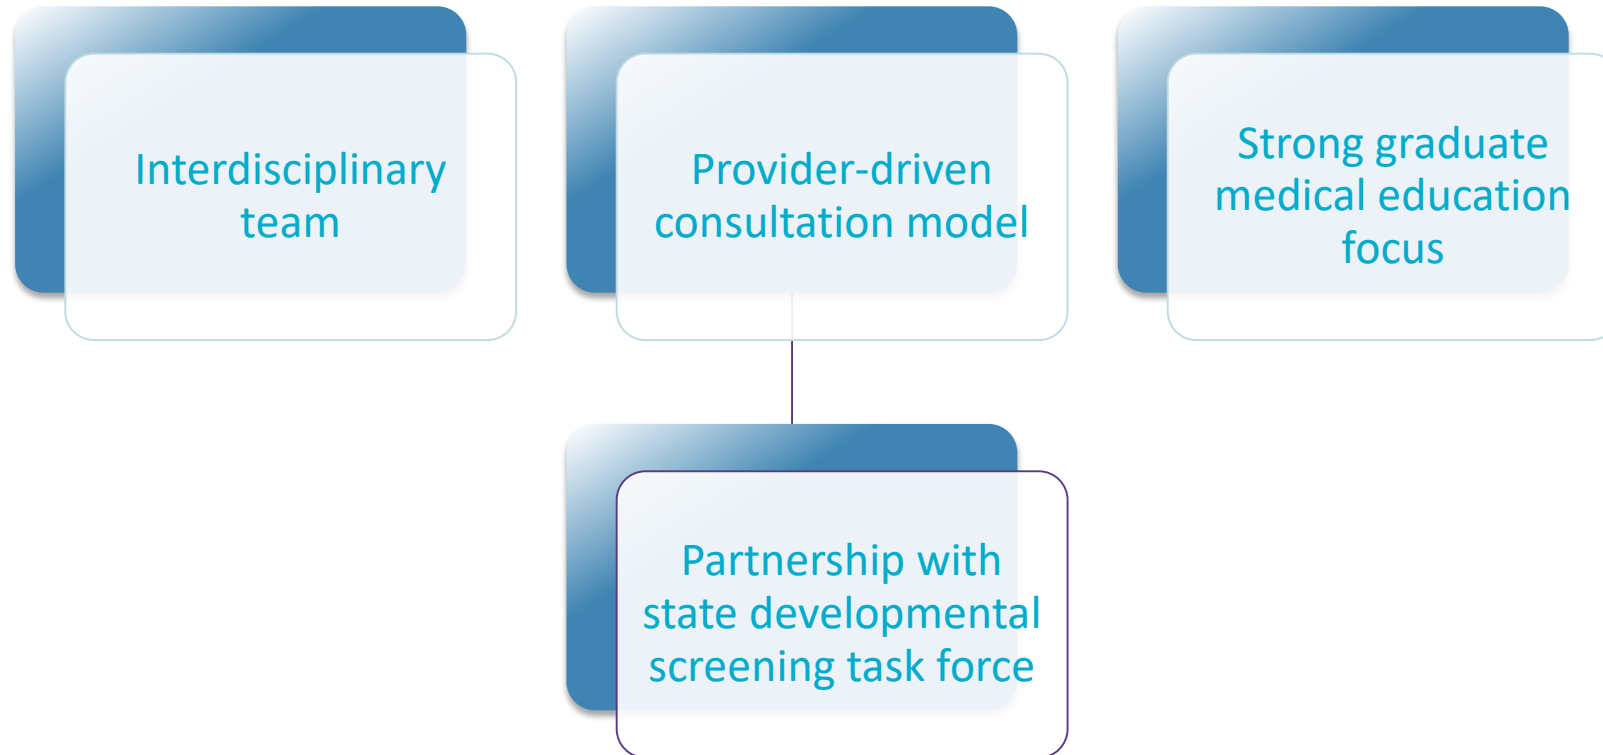 Interdisciplinary
team
Provider-driven
consultation model
Strong graduate
medical education
focus
Partnership with
state developmental
screening task force